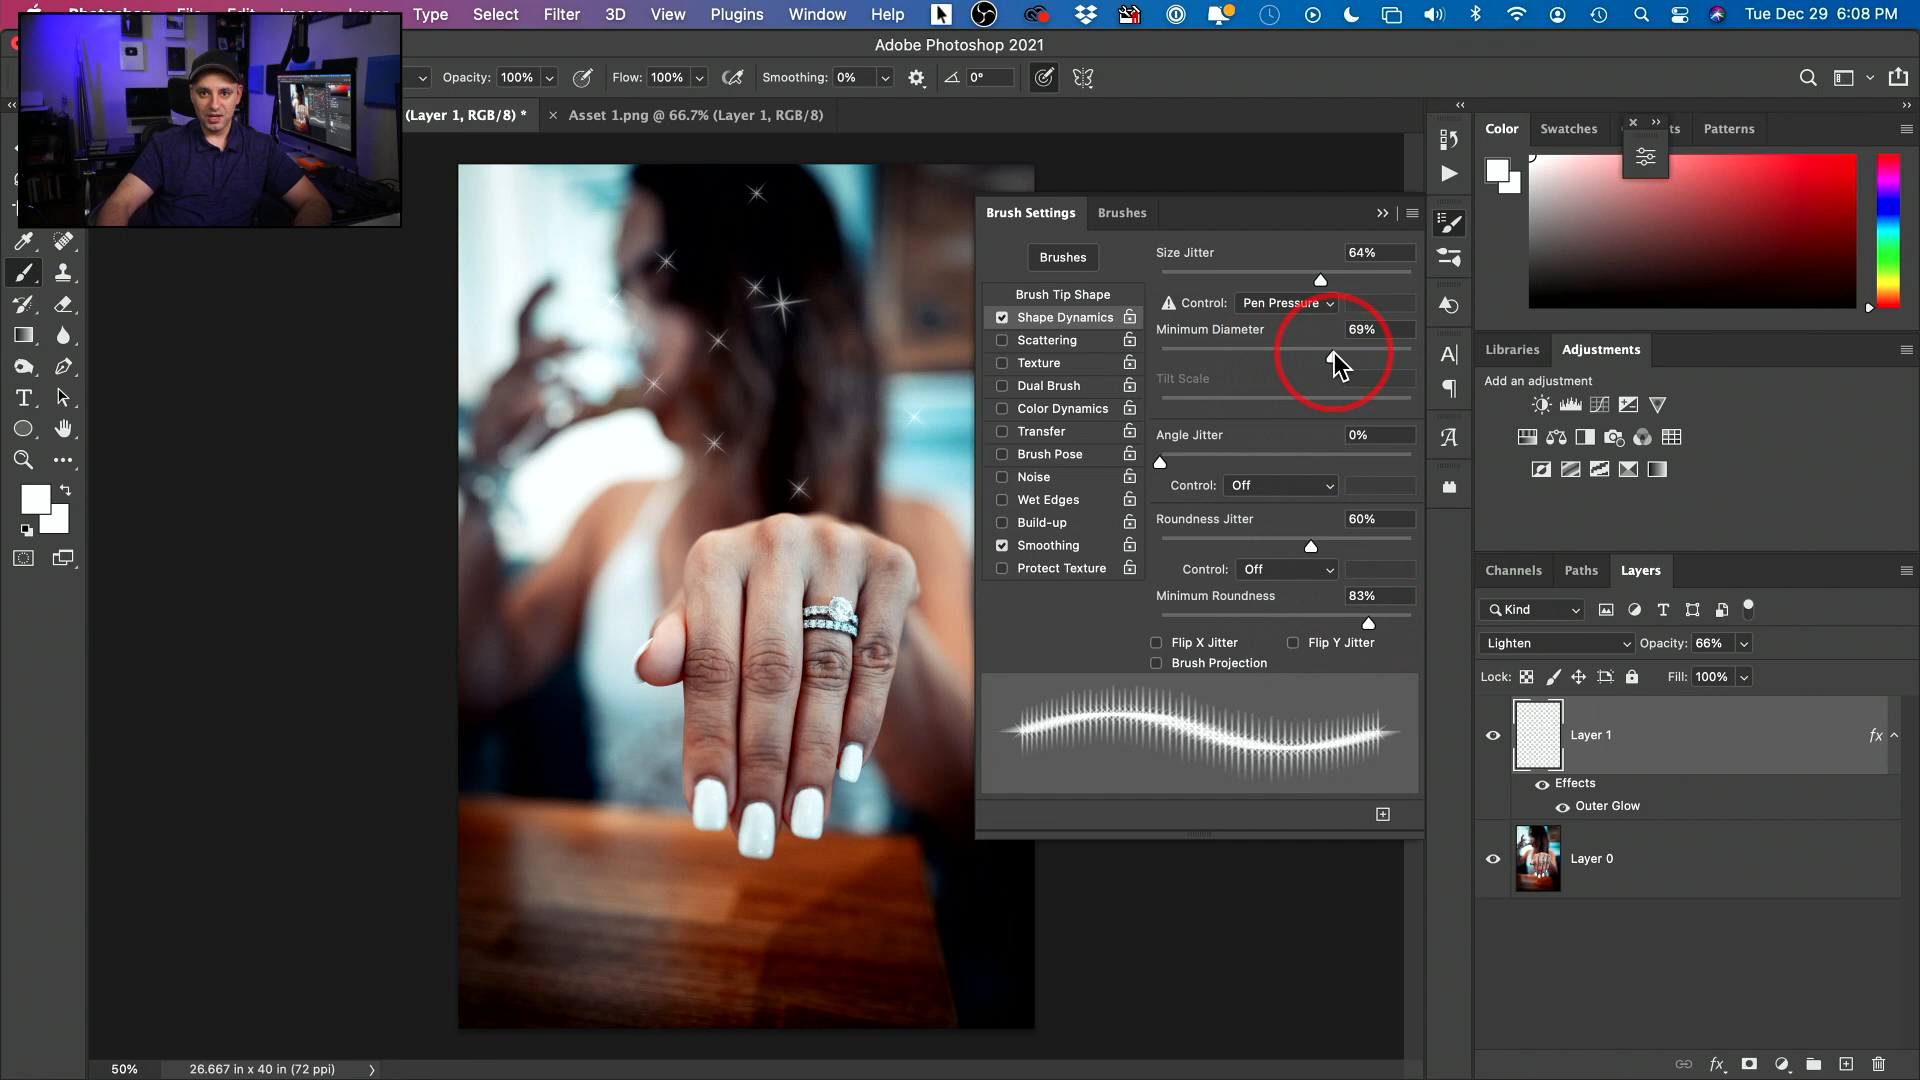 Type Select Filter 3D View Plugins Window Help Tue Dec 29 6:08 PM
Adobe Photoshop 2021
Opacity: 100% Flow: 100% Smoothing: 0% 0°
(Layer 1, RGB/8) * × Asset 1.png @ 66.7% (Layer 1, RGB/8)
Brush Settings Brushes
Brushes
Brush Tip Shape
Shape Dynamics
Scattering
Texture
Dual Brush
Color Dynamics
Transfer
Brush Pose
Noise
Wet Edges
Build-up
Smoothing
Protect Texture
Size Jitter 64%
Control: Pen Pressure
Minimum Diameter 69%
Tilt Scale
Angle Jitter 0%
Control: Off
Roundness Jitter 60%
Control: Off
Minimum Roundness 83%
Flip X Jitter Flip Y Jitter
Brush Projection
Color Swatches Patterns
Libraries Adjustments
Add an adjustment
Channels Paths Layers
Kind
Lighten Opacity: 66%
Lock: Fill: 100%
Layer 1 fx
Effects
Outer Glow
Layer 0
50% 26.667 in x 40 in (72 ppi)